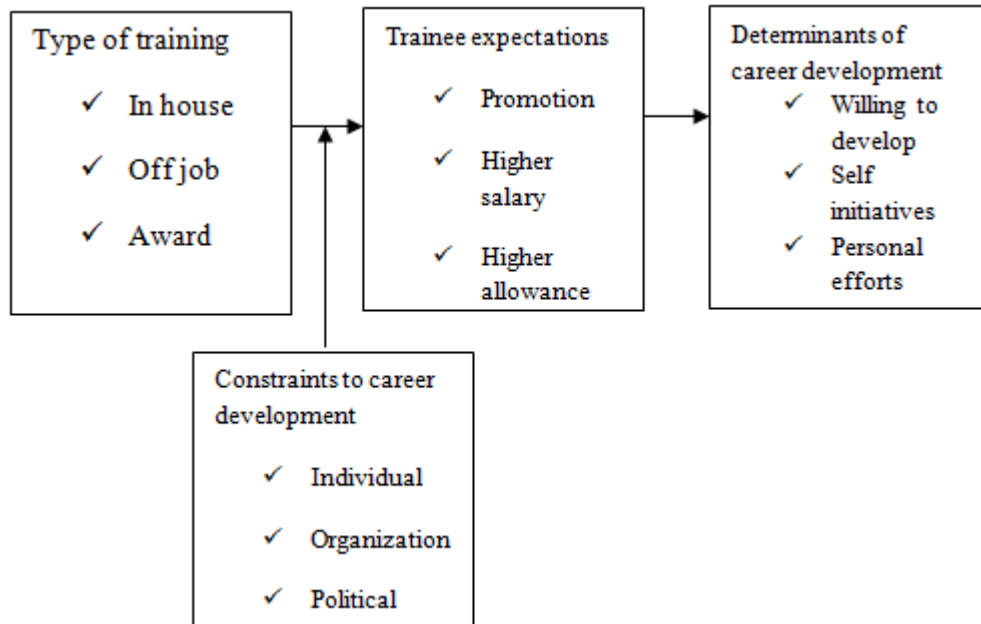 Type of training
✓ In house
✓ Off job
✓ Award
Trainee expectations
✓ Promotion
✓ Higher
salary
✓ Higher
allowance
Determinants of
career development
✓ Willing to
develop
✓ Self
initiatives
✓ Personal
efforts
Constraints to career
development
✓ Individual
✓ Organization
✓ Political